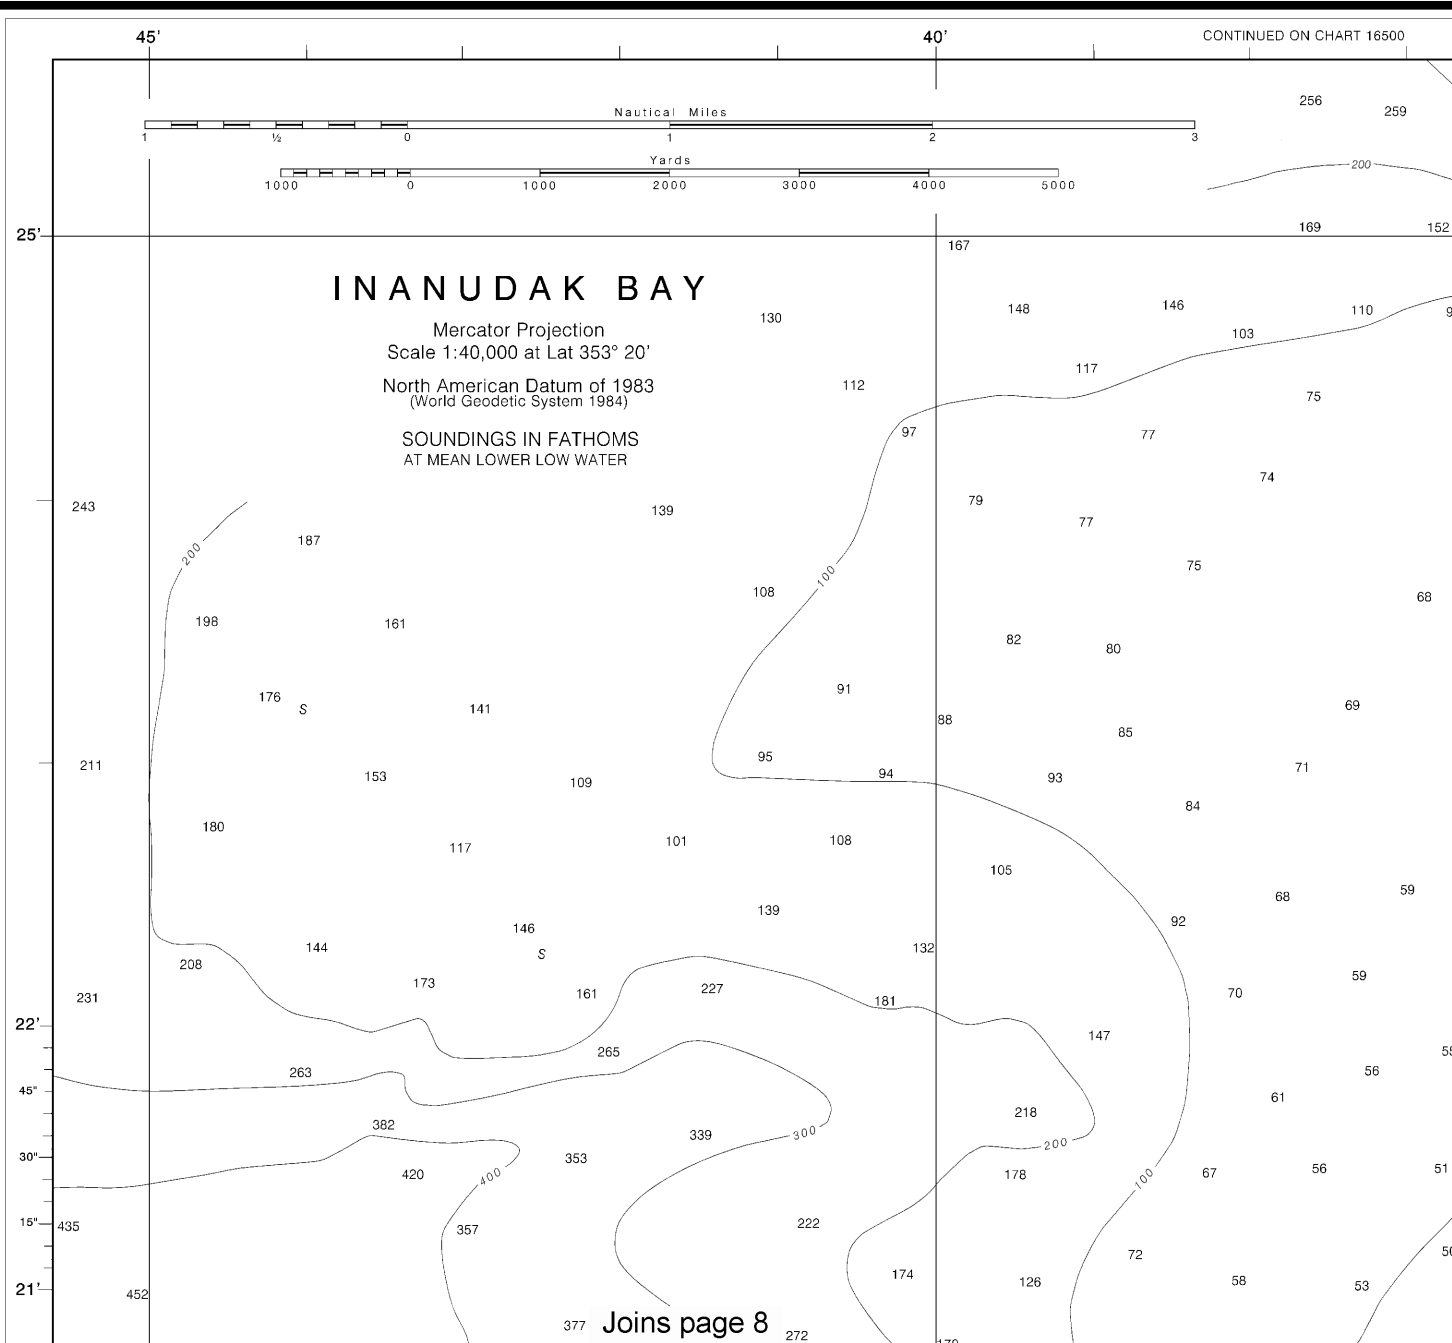 45' 40' CONTINUED ON CHART 16500
256 259
Nautical Miles
1 ½ 0 1 2 3
200
Yards
1000 0 1000 2000 3000 4000 5000
169 152
25'
167
INANUDAK BAY
148 146 110
130
Mercator Projection
103
Scale 1:40,000 at Lat 353° 20'
117
North American Datum of 1983
112
(World Geodetic System 1984)
75
97 77
SOUNDINGS IN FATHOMS
AT MEAN LOWER LOW WATER
74
243 139 79
77
187
200
75
100
108 68
198 161
82 80
91
176 S 141 69
88
85
95
211 71
153 109 94 93
84
180
117 101 108
105
59
68
139
92
146
144 S 132
208
59
173
231 161 227 181 70
22'
147
265 55
263 56
45"
61
218
382
339 300
200
30" 353
420 400 178 100 67 56 51
15" 435 357 222
72 56
174 126 58 53
21'
452
377 Joins page 8 272